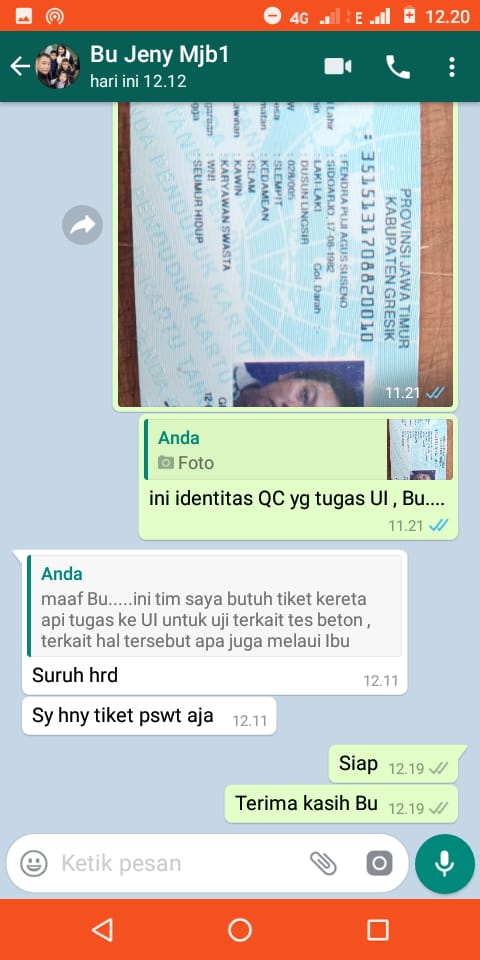 4G
E
12.20
Bu Jeny Mjb1
hari ini 12.12
PROVINSI JAWA TIMUR
KABUPATEN GRESIK
: 3515131708820010
: FENDRA PUJI AGUS SUSENO
Lahir : SIDOARJO, 17-08-1982
: LAKI-LAKI Gol. Darah : -
: DUSUN LINGSIR
: 028/005
: SLEMPIT
: KEDAMEAN
: ISLAM
: KAWIN
: KARYAWAN SWASTA
: WNI
: SEUMUR HIDUP
11.21
Anda
Foto
ini identitas QC yg tugas UI , Bu....
11.21
Anda
maaf Bu.....ini tim saya butuh tiket kereta
api tugas ke UI untuk uji terkait tes beton ,
terkait hal tersebut apa juga melaui Ibu
Suruh hrd
12.11
Sy hny tiket pswt aja 12.11
Siap 12.19
Terima kasih Bu 12.19
Ketik pesan